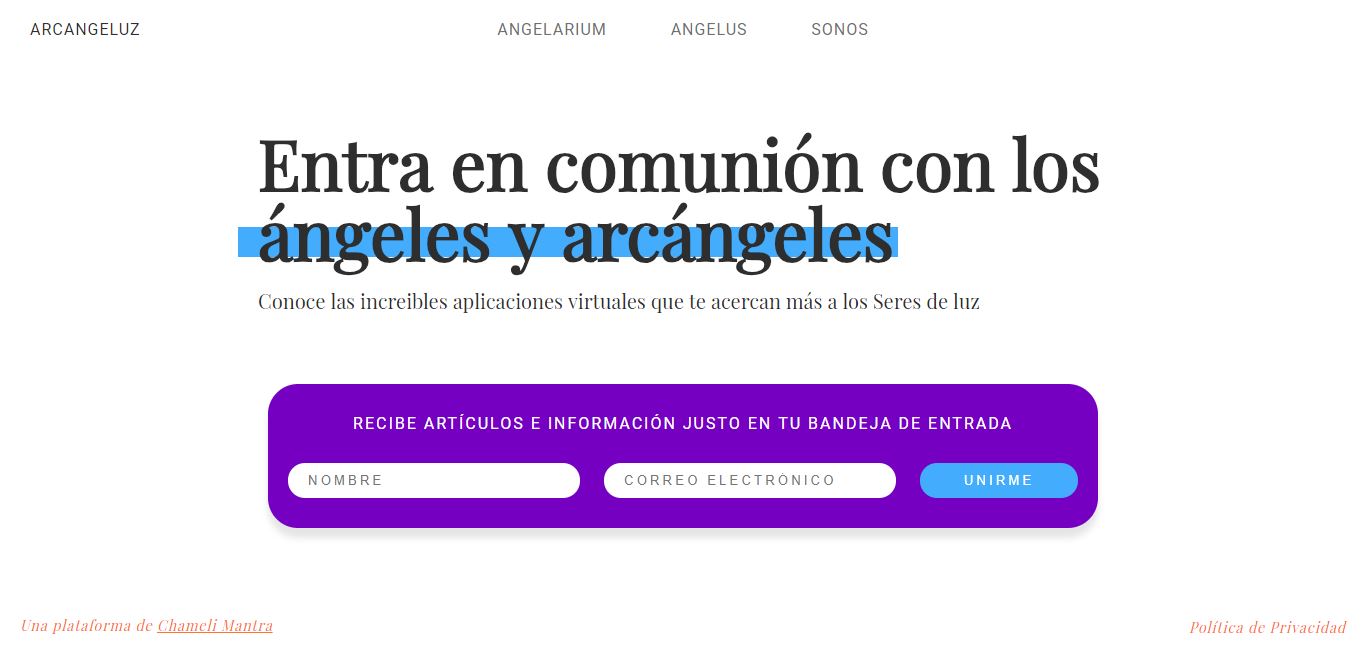 ARCANGELUZ
ANGELARIUM ANGELUS SONOS
Entra en comunión con los
ángeles y arcángeles
Conoce las increibles aplicaciones virtuales que te acercan más a los Seres de luz
RECIBE ARTÍCULOS E INFORMACIÓN JUSTO EN TU BANDEJA DE ENTRADA
NOMBRE
CORREO ELECTRÓNICO
UNIRME
Una plataforma de Chameli Mantra
Política de Privacidad